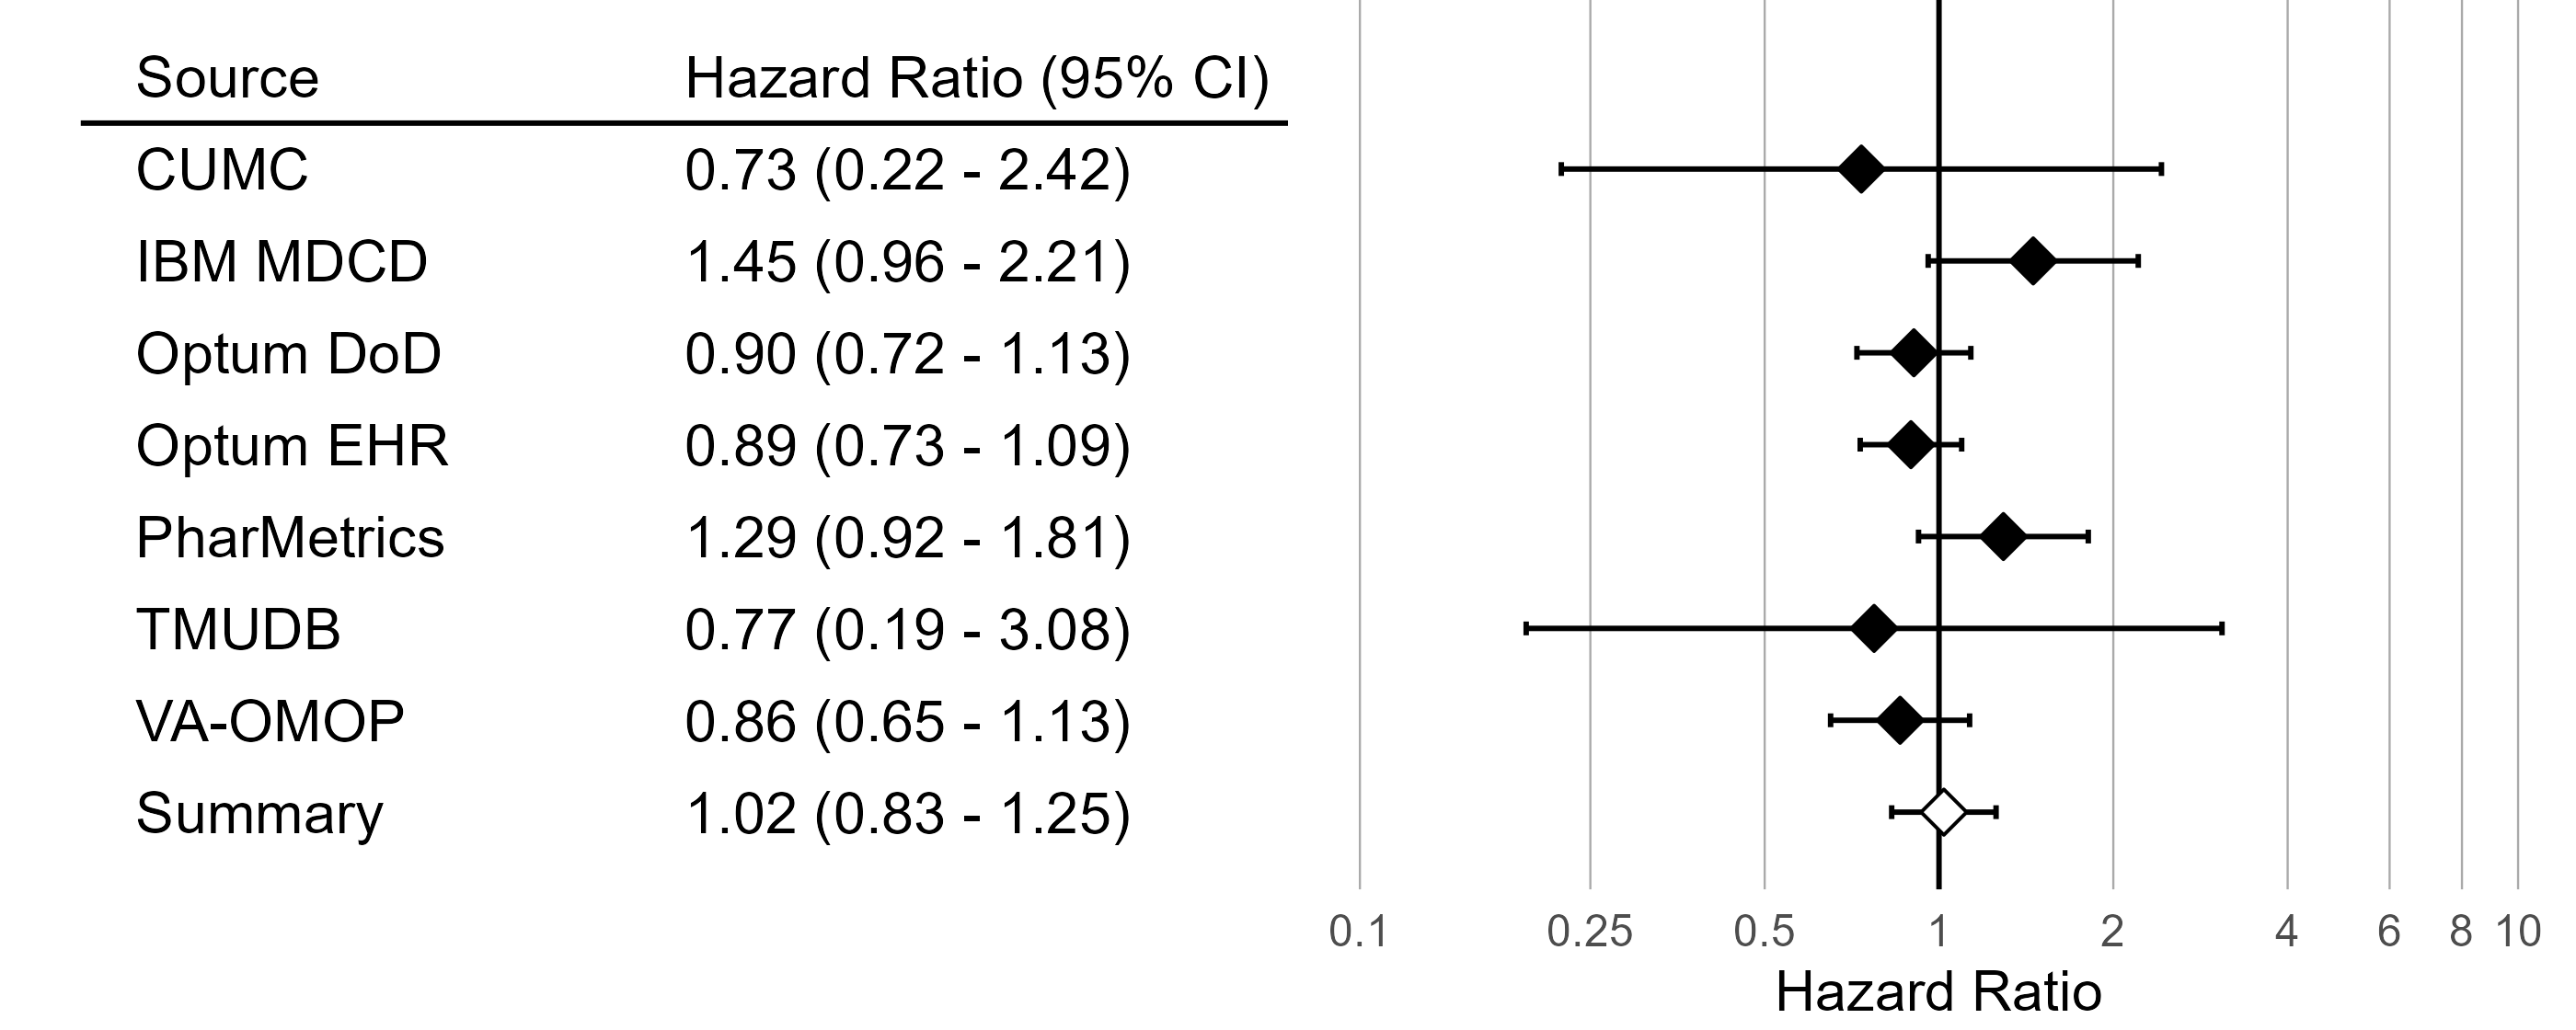 Source Hazard Ratio (95% CI)
CUMC 0.73 (0.22 - 2.42)
IBM MDCD 1.45 (0.96 - 2.21)
Optum DoD 0.90 (0.72 - 1.13)
Optum EHR 0.89 (0.73 - 1.09)
PharMetrics 1.29 (0.92 - 1.81)
TMUDB 0.77 (0.19 - 3.08)
VA-OMOP 0.86 (0.65 - 1.13)
Summary 1.02 (0.83 - 1.25)
0.1 0.25 0.5 1 2 4 6 8 10
Hazard Ratio